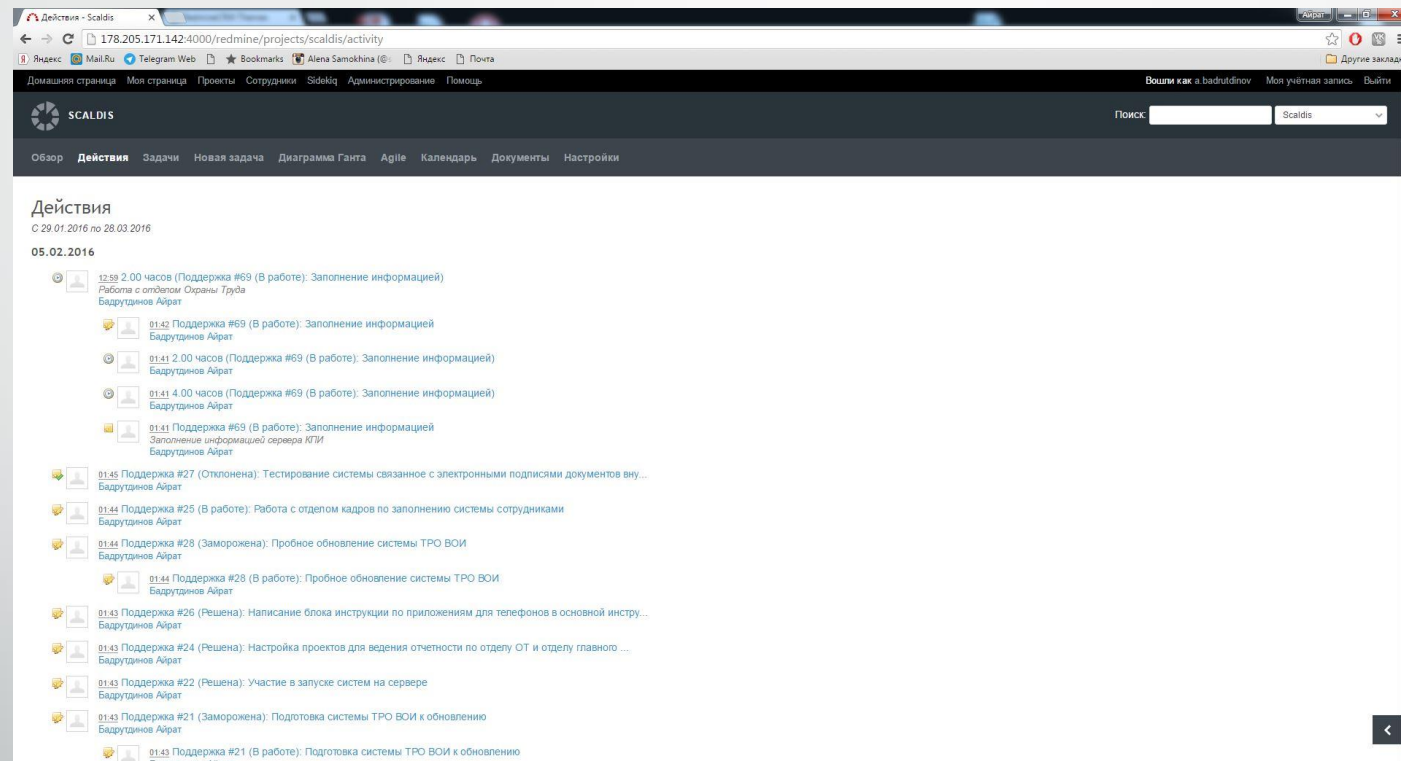 Действия - Scaldis
Айрат
178.205.171.142:4000/redmine/projects/scaldis/activity
Яндекс Mail.Ru Telegram Web Bookmarks Alena Samokhina (@ Яндекс Почта Другие заклад
Домашняя страница Моя страница Проекты Сотрудники Sidekiq Администрирование Помощь Вошли как a.badrutdinov Моя учётная запись Выйти
SCALDIS Поиск: Scaldis
Обзор Действия Задачи Новая задача Диаграмма Ганта Agile Календарь Документы Настройки
Действия
С 29.01.2016 по 28.03.2016
05.02.2016
12:59 2.00 часов (Поддержка #69 (В работе): Заполнение информацией)
Работа с отделом Охраны Труда
Бадрутдинов Айрат
01:42 Поддержка #69 (В работе): Заполнение информацией
Бадрутдинов Айрат
01:41 2.00 часов (Поддержка #69 (В работе): Заполнение информацией)
Бадрутдинов Айрат
01:41 4.00 часов (Поддержка #69 (В работе): Заполнение информацией)
Бадрутдинов Айрат
01:41 Поддержка #69 (В работе): Заполнение информацией
Заполнение информацией сервера КПИ
Бадрутдинов Айрат
01:45 Поддержка #27 (Отклонена): Тестирование системы связанное с электронными подписями документов вну...
Бадрутдинов Айрат
01:44 Поддержка #25 (В работе): Работа с отделом кадров по заполнению системы сотрудниками
Бадрутдинов Айрат
01:44 Поддержка #28 (Заморожена): Пробное обновление системы ТРО ВОИ
Бадрутдинов Айрат
01:44 Поддержка #28 (В работе): Пробное обновление системы ТРО ВОИ
Бадрутдинов Айрат
01:43 Поддержка #26 (Решена): Написание блока инструкции по приложениям для телефонов в основной инстру...
Бадрутдинов Айрат
01:43 Поддержка #24 (Решена): Настройка проектов для ведения отчетности по отделу ОТ и отделу главного ...
Бадрутдинов Айрат
01:43 Поддержка #22 (Решена): Участие в запуске систем на сервере
Бадрутдинов Айрат
01:43 Поддержка #21 (Заморожена): Подготовка системы ТРО ВОИ к обновлению
Бадрутдинов Айрат
01:43 Поддержка #21 (В работе): Подготовка системы ТРО ВОИ к обновлению